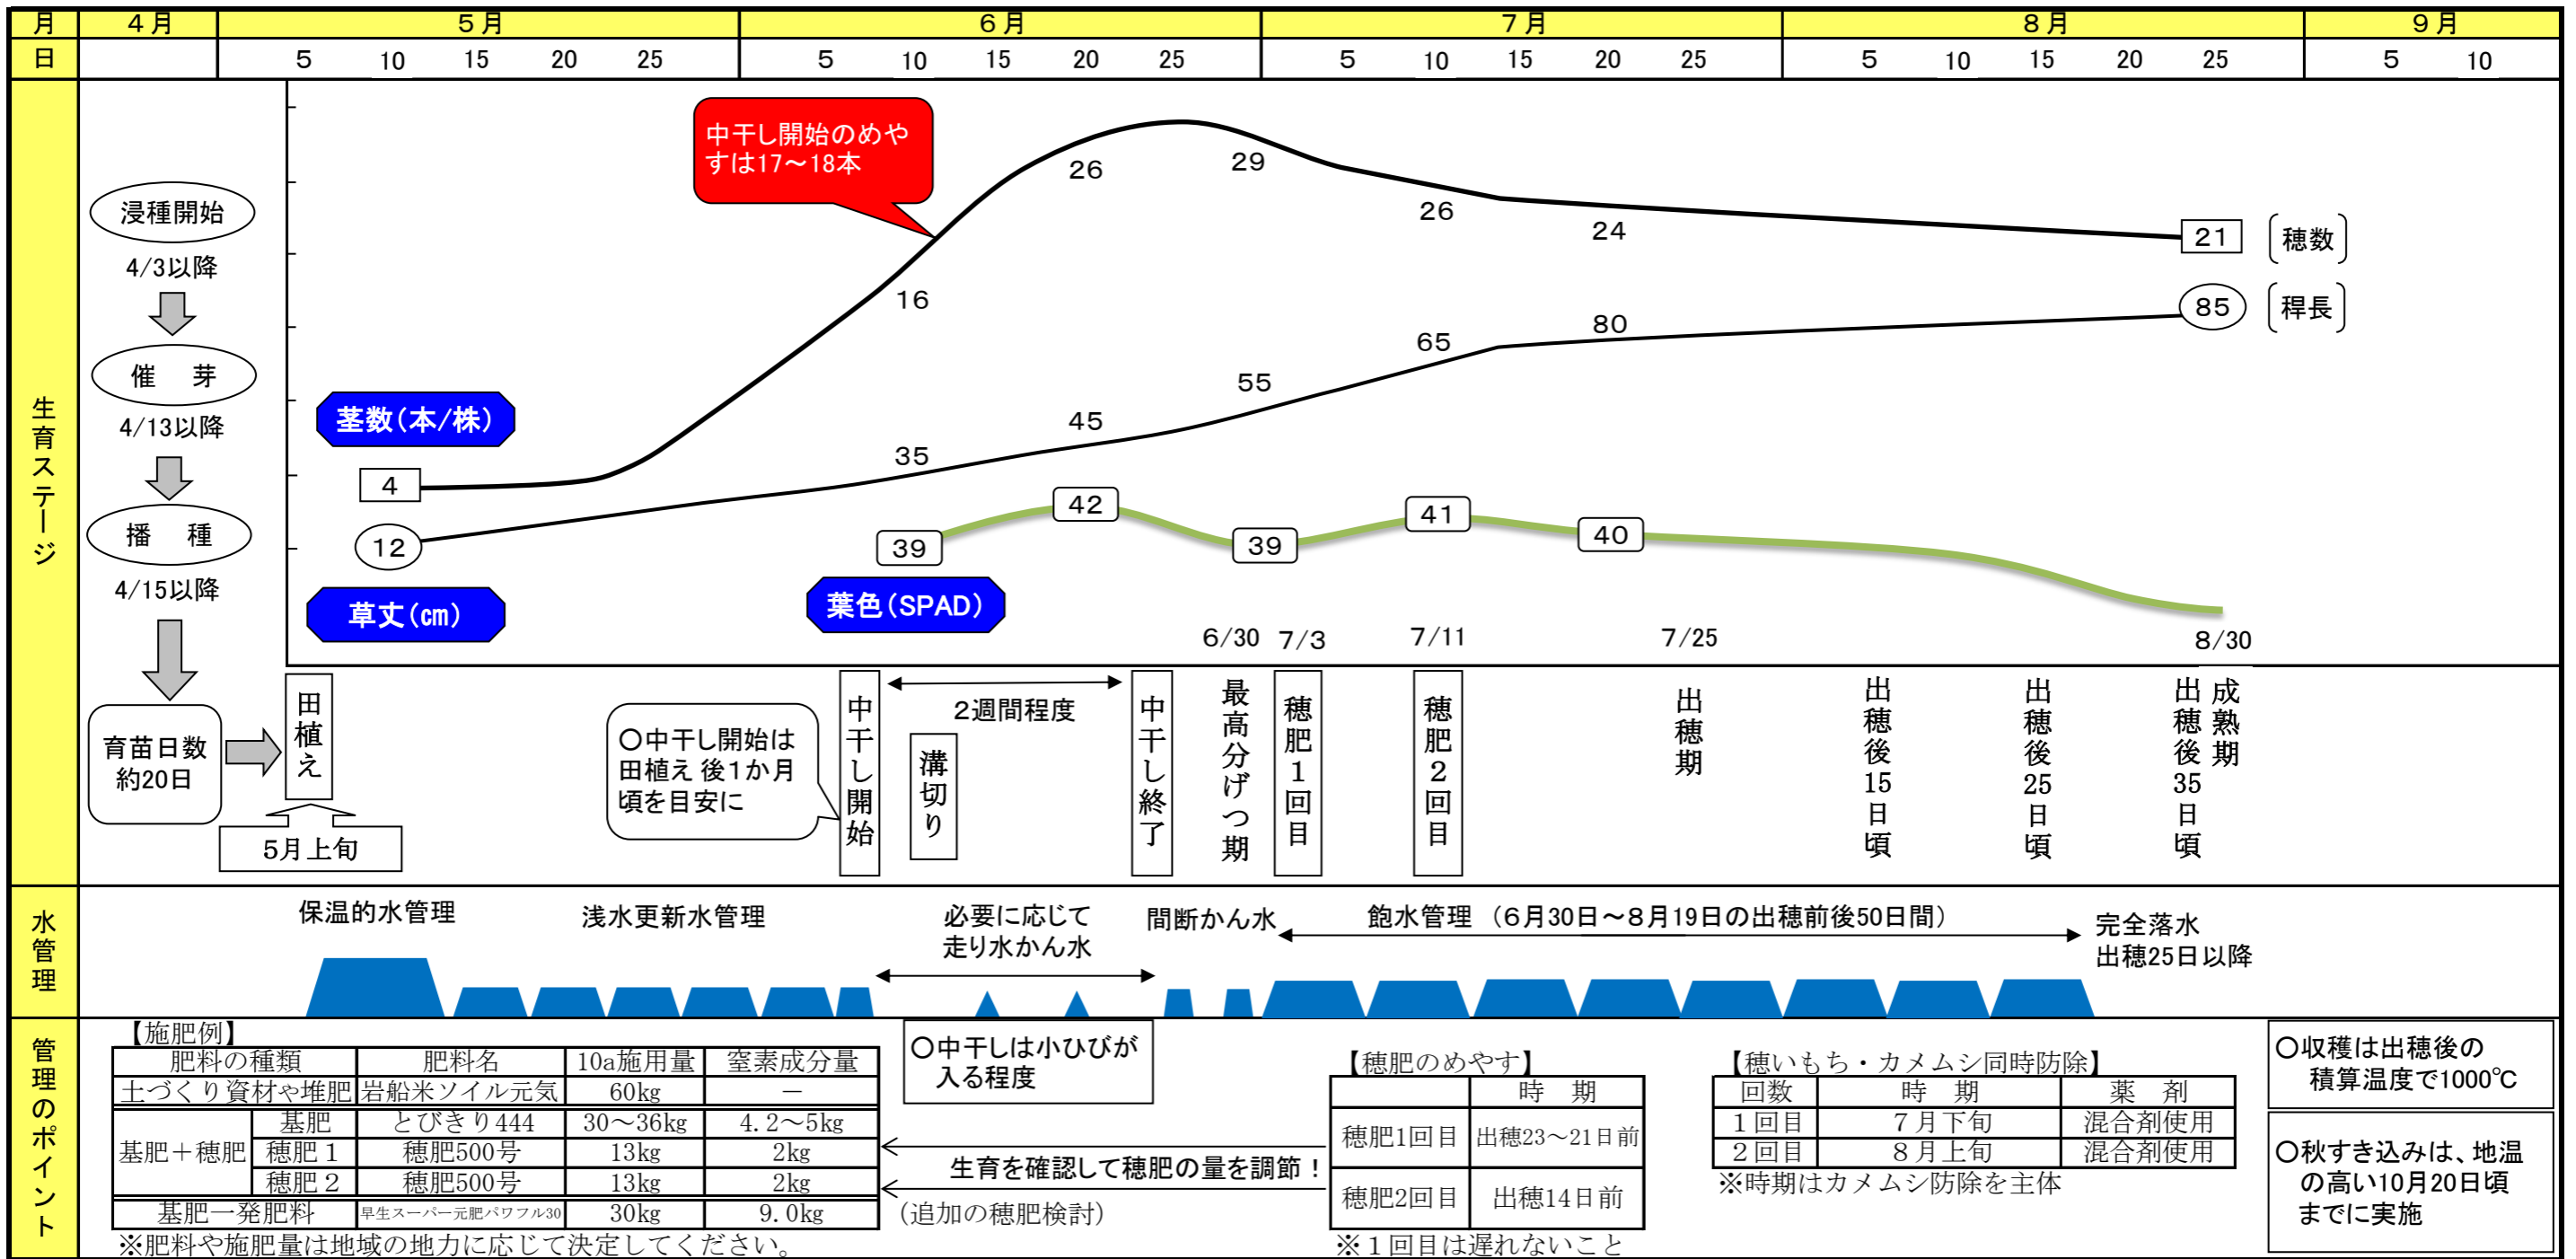 月 4月 5月 6月 7月 8月 9月
日 5 10 15 20 25 5 10 15 20 25 5 10 15 20 25 5 10 15 20 25 5 10
生育ステージ
浸種開始
4/3以降
催　芽
4/13以降
播　種
4/15以降
育苗日数
約20日
田植え
5月上旬
中干し開始のめや
すは17～18本
茎数(本/株)
4
16
26
29
26
24
21
穂数
草丈(㎝)
12
35
45
55
65
80
85
稈長
葉色(SPAD)
39
42
39
41
40
6/30 7/3 7/11 7/25 8/30
〇中干し開始は
田植え 後１か月
頃を目安に
中干し開始
２週間程度
溝切り
中干し終了
最高分げつ期
穂肥１回目
穂肥２回目
出穂期
出穂後15日頃
出穂後25日頃
出穂後35日頃
成熟期
水管理
保温的水管理
浅水更新水管理
必要に応じて
走り水かん水
間断かん水
飽水管理 （６月30日～８月19日の出穂前後50日間）
完全落水
出穂25日以降
管理のポイント
【施肥例】
肥料の種類 肥料名 10a施用量 窒素成分量
土づくり資材や堆肥 岩船米ソイル元気 60kg －
基肥＋穂肥 基肥 とびきり444 30～36kg 4.2～5kg
穂肥１ 穂肥500号 13kg 2kg
穂肥２ 穂肥500号 13kg 2kg
基肥一発肥料 早生スーパー元肥パワフル30 30kg 9.0kg
※肥料や施肥量は地域の地力に応じて決定してください。
〇中干しは小ひびが
入る程度
生育を確認して穂肥の量を調節！
(追加の穂肥検討)
【穂肥のめやす】
時　期
穂肥1回目 出穂23～21日前
穂肥2回目 出穂14日前
※１回目は遅れないこと
【穂いもち・カメムシ同時防除】
回数 時　期 薬　剤
１回目 ７月下旬 混合剤使用
２回目 ８月上旬 混合剤使用
※時期はカメムシ防除を主体
〇収穫は出穂後の
積算温度で1000℃
〇秋すき込みは、地温
の高い10月20日頃
までに実施